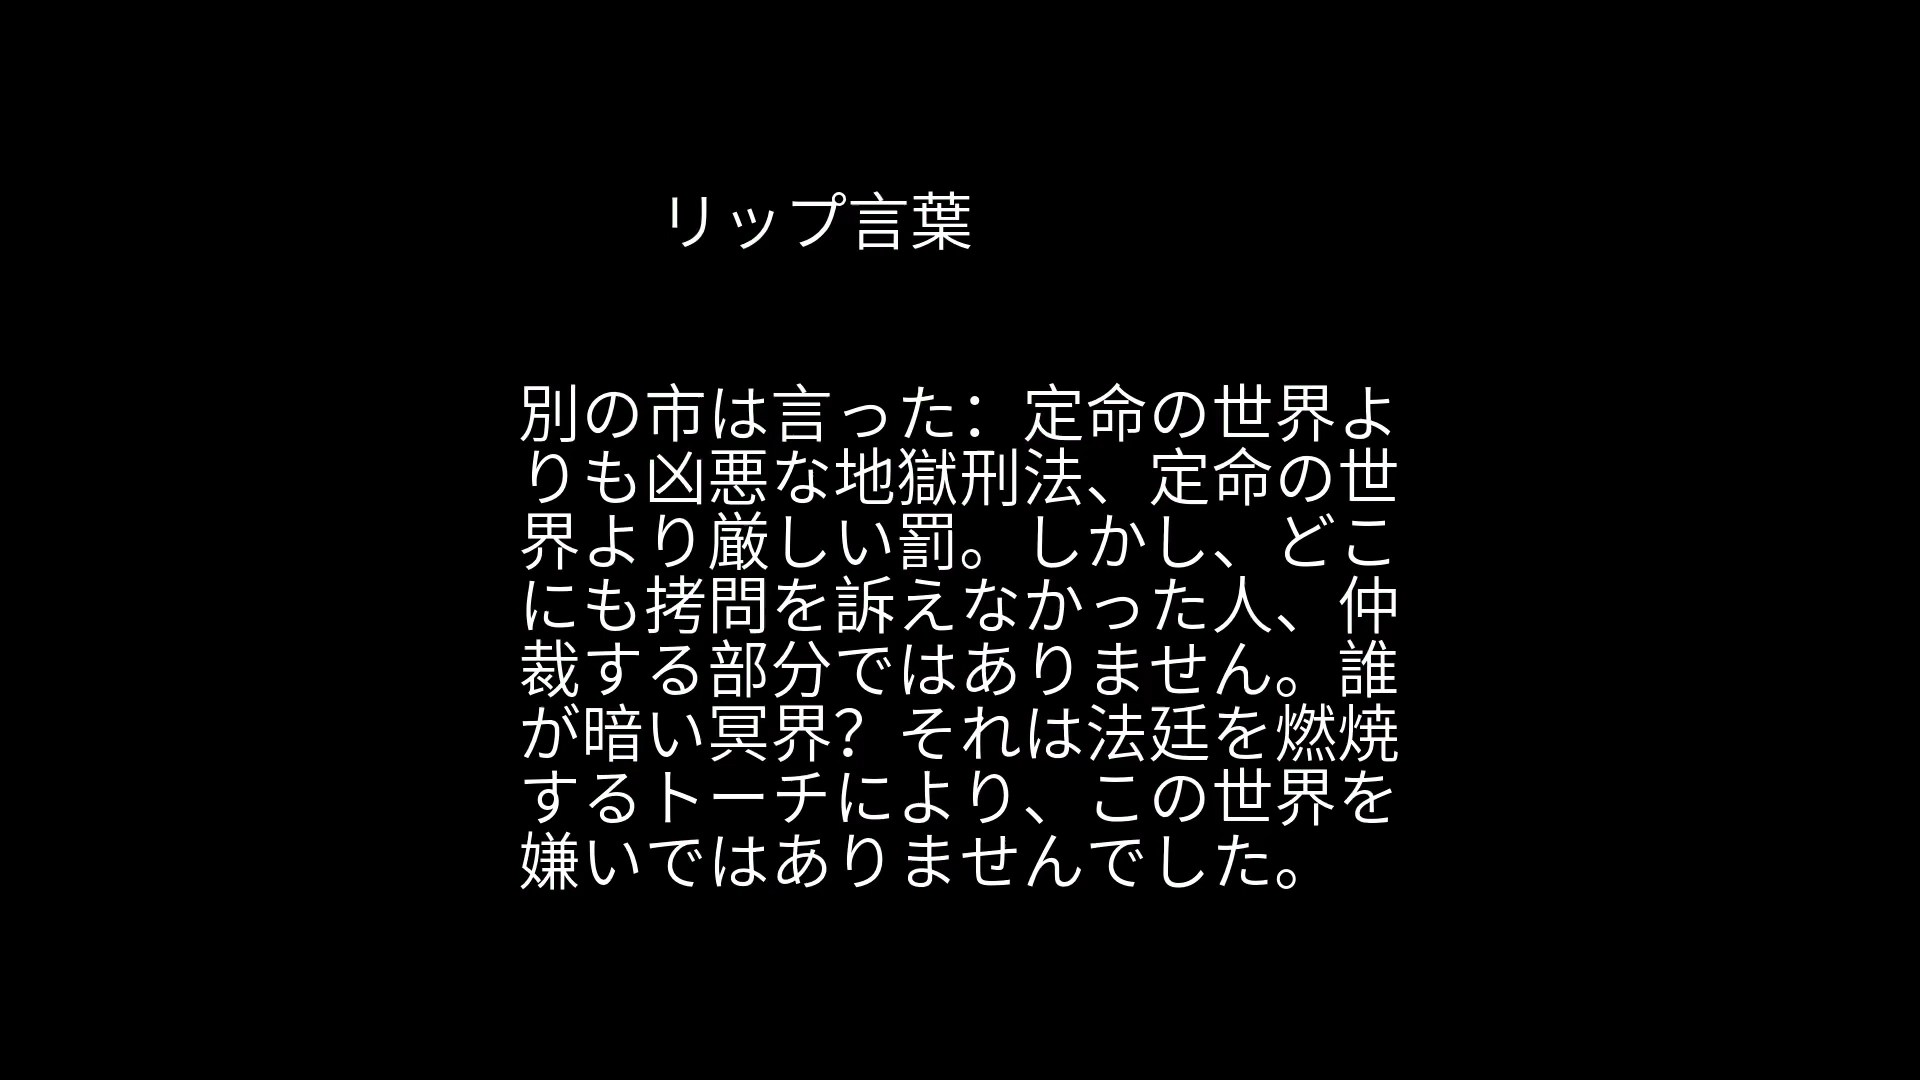 リップ言葉
別の市は言った：定命の世界よ
りも凶悪な地獄刑法、定命の世
界より厳しい罰。しかし、どこ
にも拷問を訴えなかった人、仲
裁する部分ではありません。誰
が暗い冥界？それは法廷を燃焼
するトーチにより、この世界を
嫌いではありませんでした。